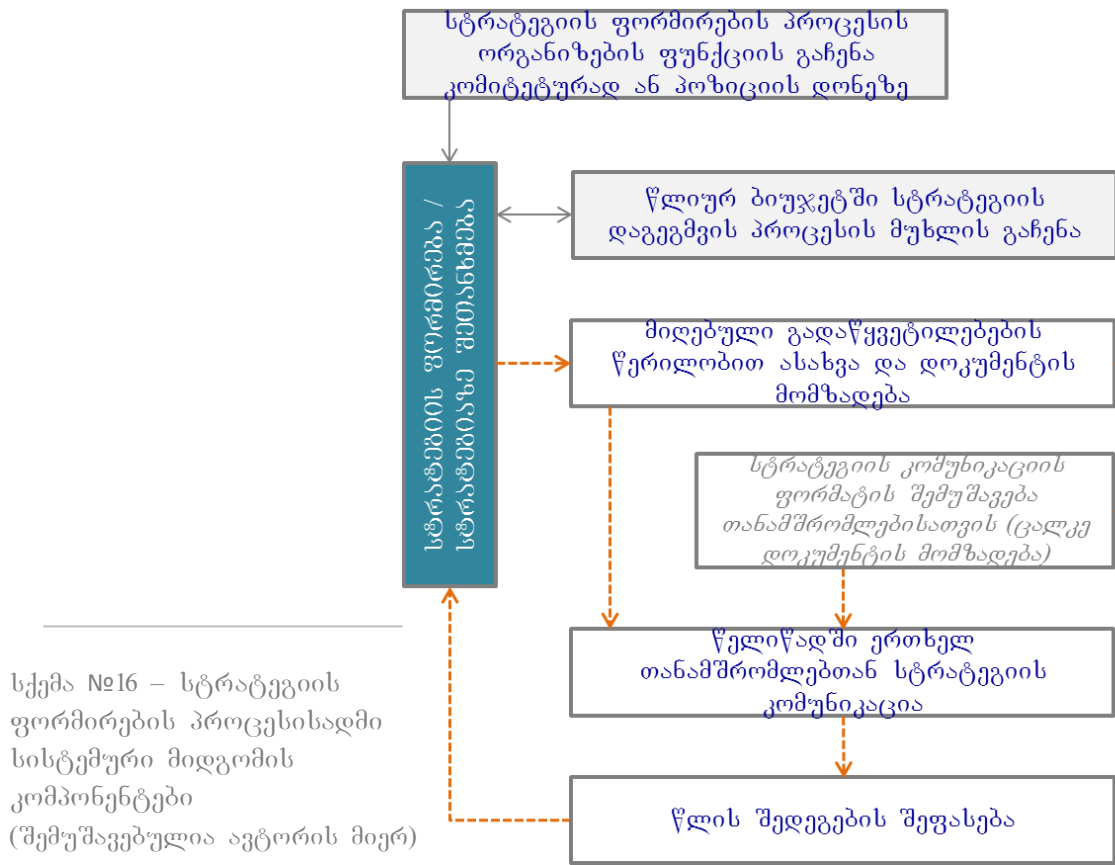 სტრატეგიის ფორმირების პროცესის
ორგანიზების ფუნქციის გაჩენა
კომიტეტურად ან პოზიციის დონეზე
წლიურ ბიუჯეტში სტრატეგიის
დაგეგმვის პროცესის მუხლის გაჩენა
სტრატეგიის ფორმირება /
სტრატეგიაზე შეთანხმება
მიღებული გადაწყვეტილებების
წერილობით ასახვა და დოკუმენტის
მომზადება
სტრატეგიის კომუნიკაციის
ფორმატის შემუშავება
თანამშრომლებისათვის (ცალკე
დოკუმენტის მომზადება)
წელიწადში ერთხელ
თანამშრომლებთან სტრატეგიის
კომუნიკაცია
წლის შედეგების შეფასება
სქემა №16 – სტრატეგიის
ფორმირების პროცესისადმი
სისტემური მიდგომის
კომპონენტები
(შემუშავებულია ავტორის მიერ)